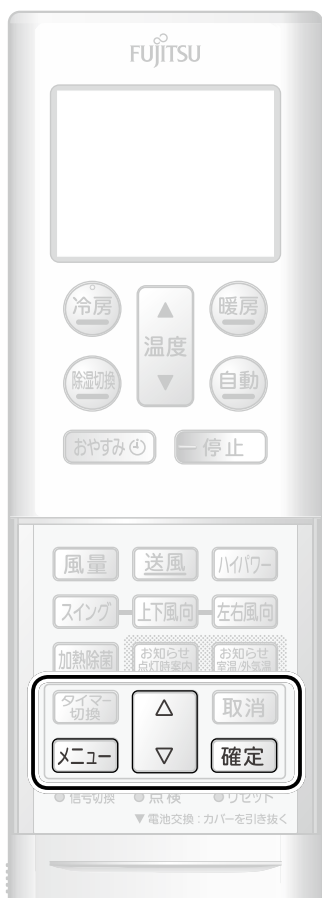 FUJITSU
冷房
▲
温度
▼
暖房
除湿切換
自動
おやすみ
停止
風量
送風
ハイパワー
スイング
上下風向
左右風向
加熱除菌
お知らせ
点灯時案内
お知らせ
室温/外気温
タイマー
切換
△
▽
取消
メニュー
確定
信号切換
点検
リセット
▼電池交換:カバーを引き抜く